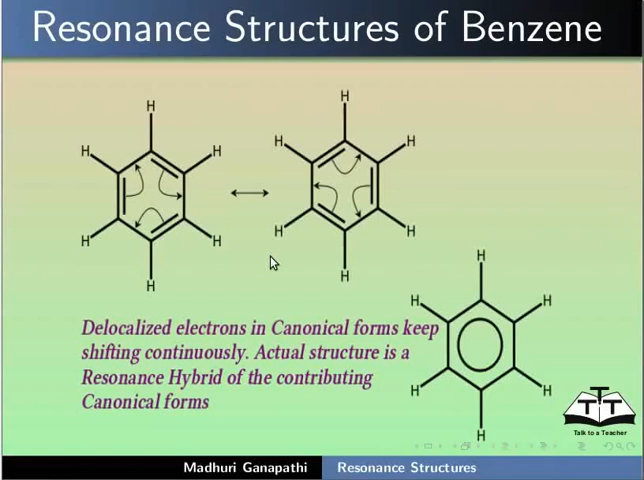 Resonance Structures of Benzene
H
H
H
H
H
H
H
H
H
H
H
H
Delocalized electrons in Canonical forms keep
shifting continuously. Actual structure is a
Resonance Hybrid of the contributing
Canonical forms
H
H
H
H
H
H
T T T
Talk to a Teacher
Madhuri Ganapathi Resonance Structures